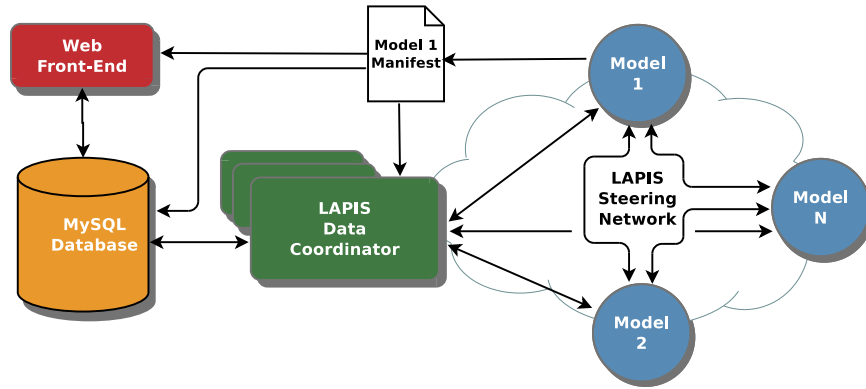 Web
Front-End
Model 1
Manifest
Model
1
MySQL
Database
LAPIS
Data
Coordinator
LAPIS
Steering
Network
Model
N
Model
2